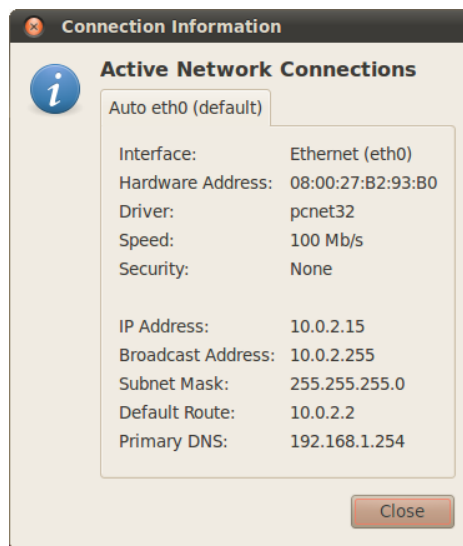 Connection Information
Active Network Connections
Auto eth0 (default)
Interface: Ethernet (eth0)
Hardware Address: 08:00:27:B2:93:B0
Driver: pcnet32
Speed: 100 Mb/s
Security: None
IP Address: 10.0.2.15
Broadcast Address: 10.0.2.255
Subnet Mask: 255.255.255.0
Default Route: 10.0.2.2
Primary DNS: 192.168.1.254
Close